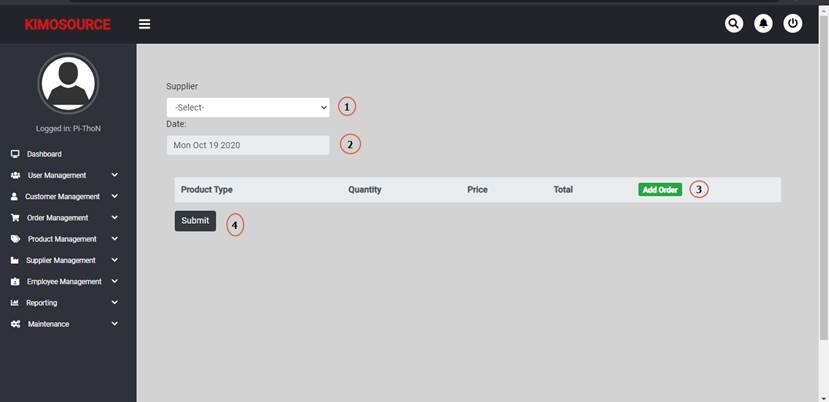 KIMOSOURCE
Logged in: PI-ThoN
Dashboard
User Management
Customer Management
Order Management
Product Management
Supplier Management
Employee Management
Reporting
Maintenance
Supplier
-Select- 1
Date:
Mon Oct 19 2020 2
Product Type Quantity Price Total Add Order 3
Submit 4